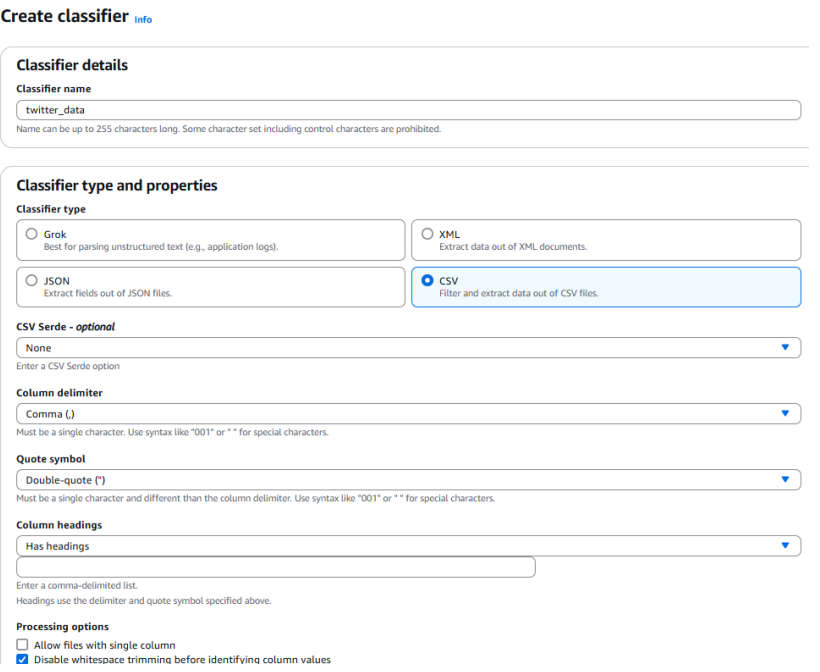 Create classifier Info
Classifier details
Classifier name
twitter_data
Name can be up to 255 characters long. Some character set including control characters are prohibited.
Classifier type and properties
Classifier type
Grok
Best for parsing unstructured text (e.g., application logs).
XML
Extract data out of XML documents.
JSON
Extract fields out of JSON files.
CSV
Filter and extract data out of CSV files.
CSV Serde - optional
None
Enter a CSV Serde option
Column delimiter
Comma (,)
Must be a single character. Use syntax like "001" or " " for special characters.
Quote symbol
Double-quote (")
Must be a single character and different than the column delimiter. Use syntax like "001" or " " for special characters.
Column headings
Has headings
Enter a comma-delimited list.
Headings use the delimiter and quote symbol specified above.
Processing options
Allow files with single column
Disable whitespace trimming before identifying column values